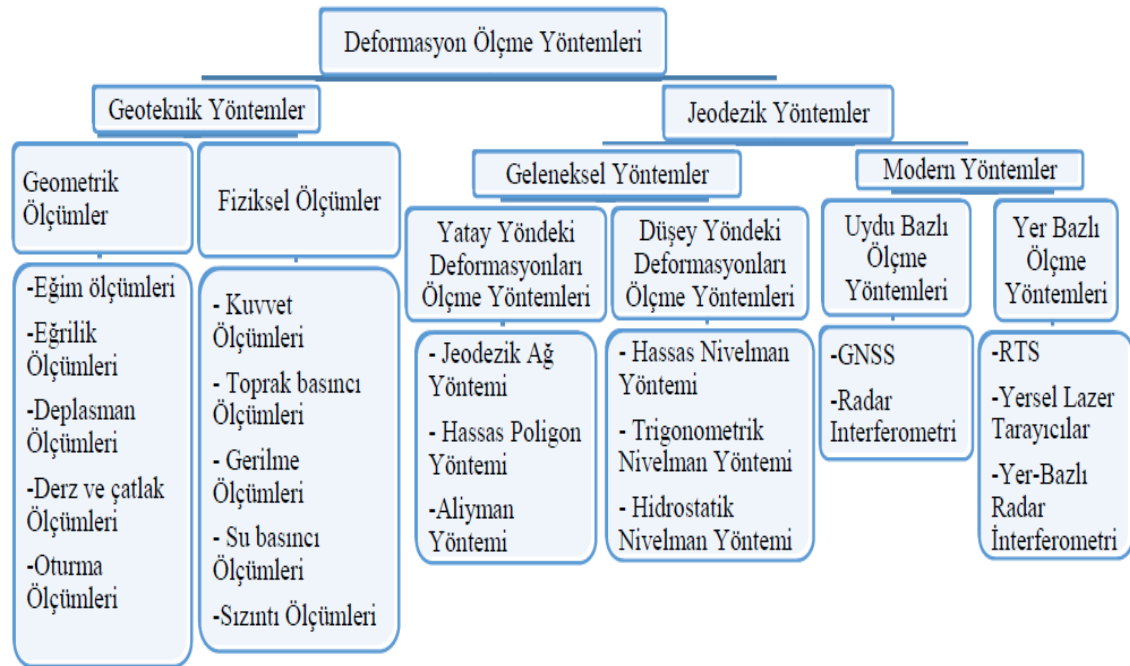 Deformasyon Ölçme Yöntemleri
Geoteknik Yöntemler
Jeodezik Yöntemler
Geometrik
Ölçümler
Fiziksel Ölçümler
Geleneksel Yöntemler
Modern Yöntemler
Yatay Yöndeki
Deformasyonları
Ölçme Yöntemleri
Düşey Yöndeki
Deformasyonları
Ölçme Yöntemleri
Uydu Bazlı
Ölçme
Yöntemleri
Yer Bazlı
Ölçme
Yöntemleri
-Eğim ölçümleri
-Eğrilik
Ölçümleri
-Deplasman
Ölçümleri
-Derz ve çatlak
Ölçümleri
-Oturma
Ölçümleri
- Kuvvet
Ölçümleri
- Toprak basıncı
Ölçümleri
- Gerilme
Ölçümleri
- Su basıncı
Ölçümleri
-Sızıntı Ölçümleri
- Jeodezik Ağ
Yöntemi
- Hassas Poligon
Yöntemi
-Aliyman
Yöntemi
- Hassas Nivelman
Yöntemi
- Trigonometrik
Nivelman Yöntemi
- Hidrostatik
Nivelman Yöntemi
-GNSS
-Radar
Interferometri
-RTS
-Yersel Lazer
Tarayıcılar
-Yer-Bazlı
Radar
İnterferometri